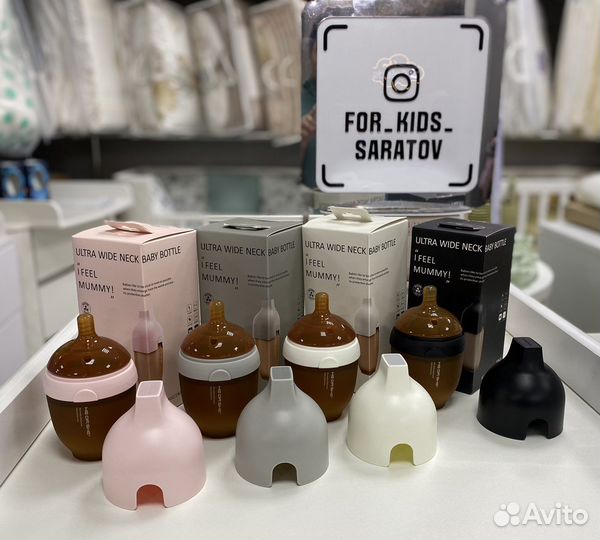 FOR_KIDS_
SARATOV
ULTRA WIDE NECK BABY BOTTLE
"I FEEL
MUMMY!"
ULTRA WIDE NECK BABY BOTTLE
"I FEEL
MUMMY!"
ULTRA WIDE NECK BABY BOTTLE
"I FEEL
MUMMY!"
ULTRA WIDE NECK BABY BOTTLE
"I FEEL
MUMMY!"
Avito